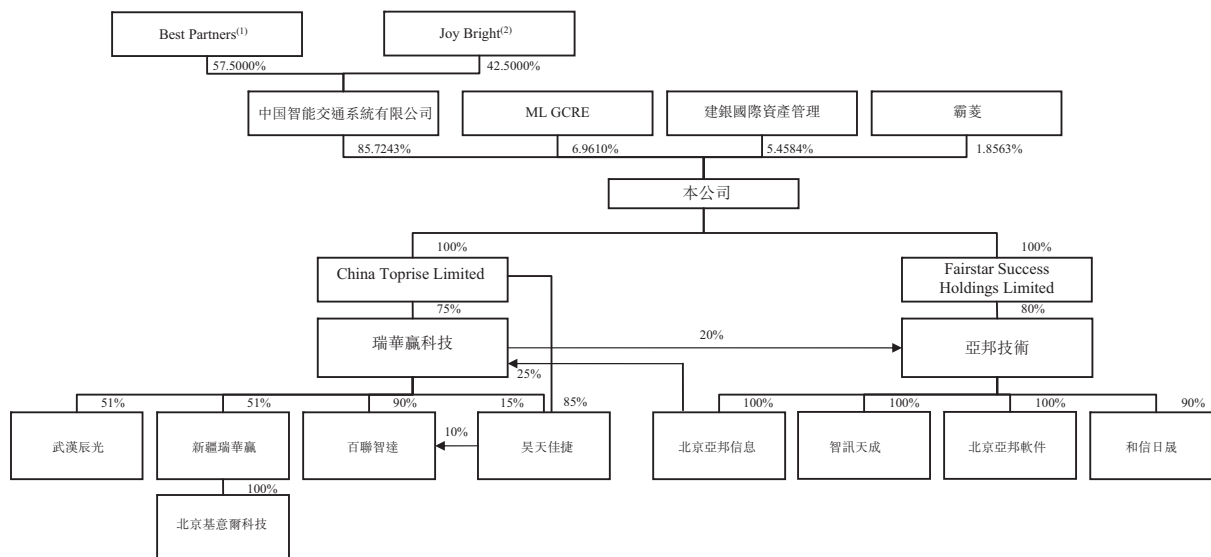 Best Partners(1)
Joy Bright(2)
57.5000%
42.5000%
中国智能交通系統有限公司
ML GCRE
建銀國際資產管理
霸菱
85.7243%
6.9610%
5.4584%
1.8563%
本公司
100%
100%
China Toprise Limited
Fairstar Success
Holdings Limited
75%
80%
瑞華贏科技
20%
亞邦技術
25%
51%
51%
90%
15%
85%
100%
100%
100%
90%
武漢辰光
新疆瑞華贏
百聯智達
10%
昊天佳捷
北京亞邦信息
智訊天成
北京亞邦軟件
和信日晟
100%
北京基意爾科技